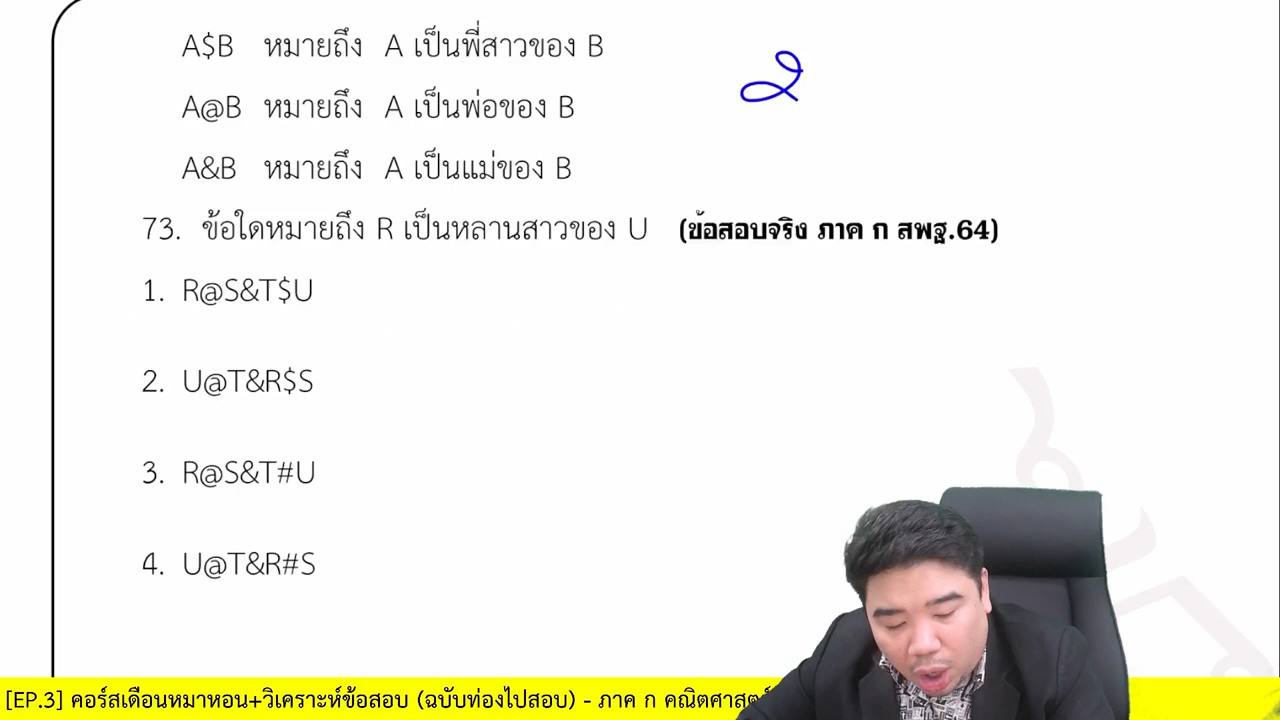 A$B หมายถึง A เป็นพี่สาวของ B
A@B หมายถึง A เป็นพ่อของ B
A&B หมายถึง A เป็นแม่ของ B
73. ข้อใดหมายถึง R เป็นหลานสาวของ U (ข้อสอบจริง ภาค ก สพฐ.64)
1. R@S&T$U
2. U@T&R$S
3. R@S&T#U
4. U@T&R#S
[EP.3] คอร์สเดือนหมาหอน+วิเคราะห์ข้อสอบ (ฉบับท่องไปสอบ) - ภาค ก คณิตศาสตร์